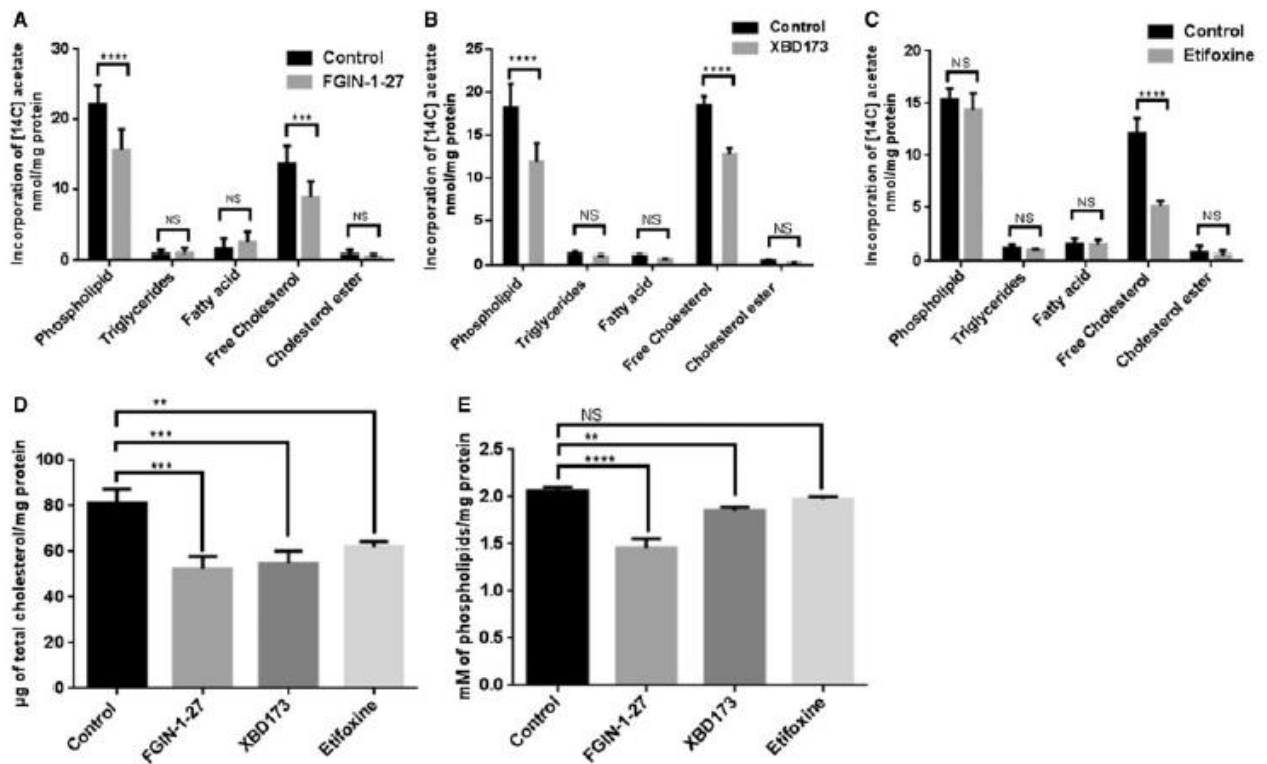 A
Incorporation of [14C] acetate
nmol/mg protein
30
20
10
0
Control
FGIN-1-27
****
NS
NS
***
NS
Phospholipid
Triglycerides
Fatty acid
Free Cholesterol
Cholesterol ester
B
Incorporation of [14C] acetate
nmol/mg protein
25
20
15
10
5
0
Control
XBD173
****
NS
NS
****
NS
Phospholipid
Triglycerides
Fatty acid
Free Cholesterol
Cholesterol ester
C
Incorporation of [14C] acetate
nmol/mg protein
20
15
10
5
0
Control
Etifoxine
NS
NS
NS
****
NS
Phospholipid
Triglycerides
Fatty acid
Free Cholesterol
Cholesterol ester
D
µg of total cholesterol/mg protein
100
80
60
40
20
0
**
***
***
Control
FGIN-1-27
XBD173
Etifoxine
E
mM of phospholipids/mg protein
2.5
2.0
1.5
1.0
0.5
0.0
NS
**
****
Control
FGIN-1-27
XBD173
Etifoxine